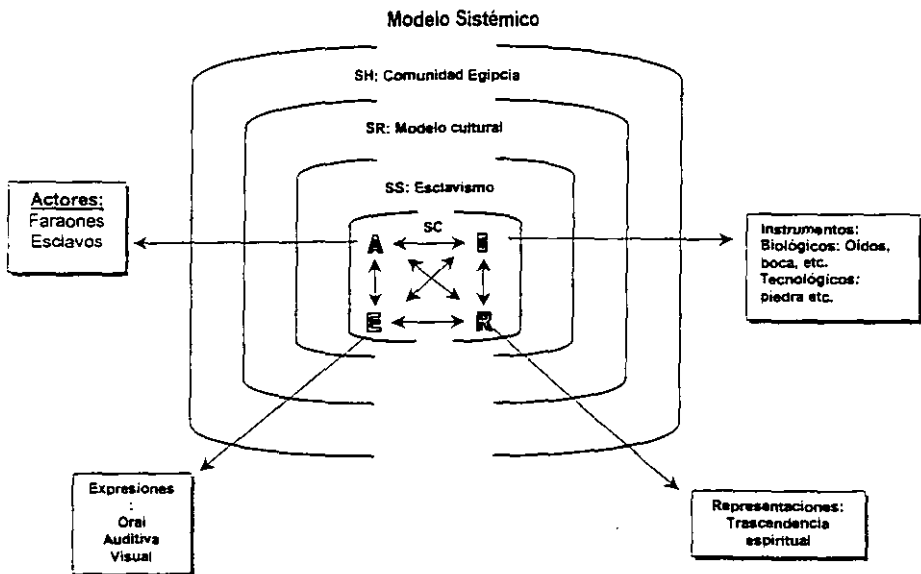 Modelo Sistémico
SH: Comunidad Egipcia
SR: Modelo cultural
SS: Esclavismo
SC
Actores:
Faraones
Esclavos
A
I
E
R
Instrumentos:
Biológicos: Oídos,
boca, etc.
Tecnológicos:
piedra etc.
Expresiones
:
Oral
Auditiva
Visual
Representaciones:
Trascendencia
espiritual